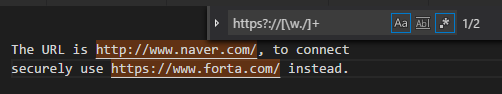 https?://[\w./]+ Aa Abl .* 1/2
The URL is http://www.naver.com/, to connect
securely use https://www.forta.com/ instead.